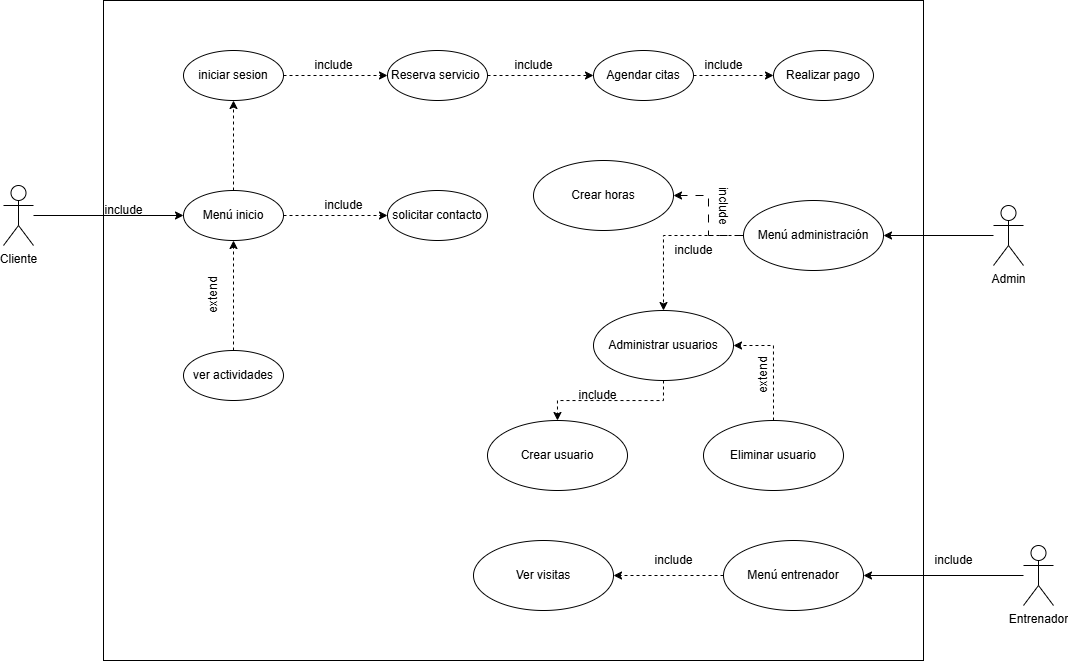 include
include
include
iniciar sesion
Reserva servicio
Agendar citas
Realizar pago
include
Crear horas
include
Menú inicio
include
solicitar contacto
Menú administración
include
Cliente
Admin
extend
Administrar usuarios
ver actividades
extend
include
Crear usuario
Eliminar usuario
include
include
Ver visitas
Menú entrenador
Entrenador